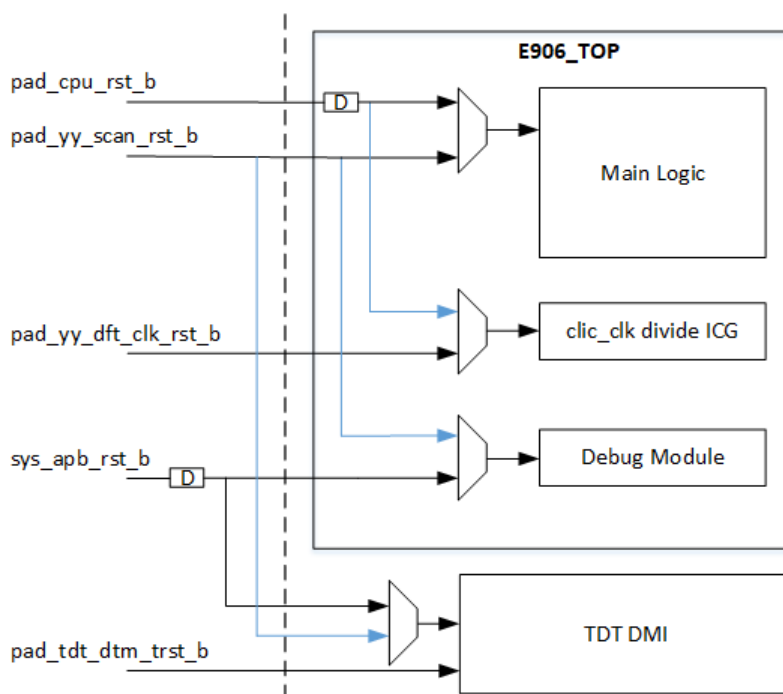 E906_TOP
pad_cpu_rst_b
D
pad_yy_scan_rst_b
Main Logic
pad_yy_dft_clk_rst_b
clic_clk divide ICG
sys_apb_rst_b
D
Debug Module
TDT DMI
pad_tdt_dtm_trst_b